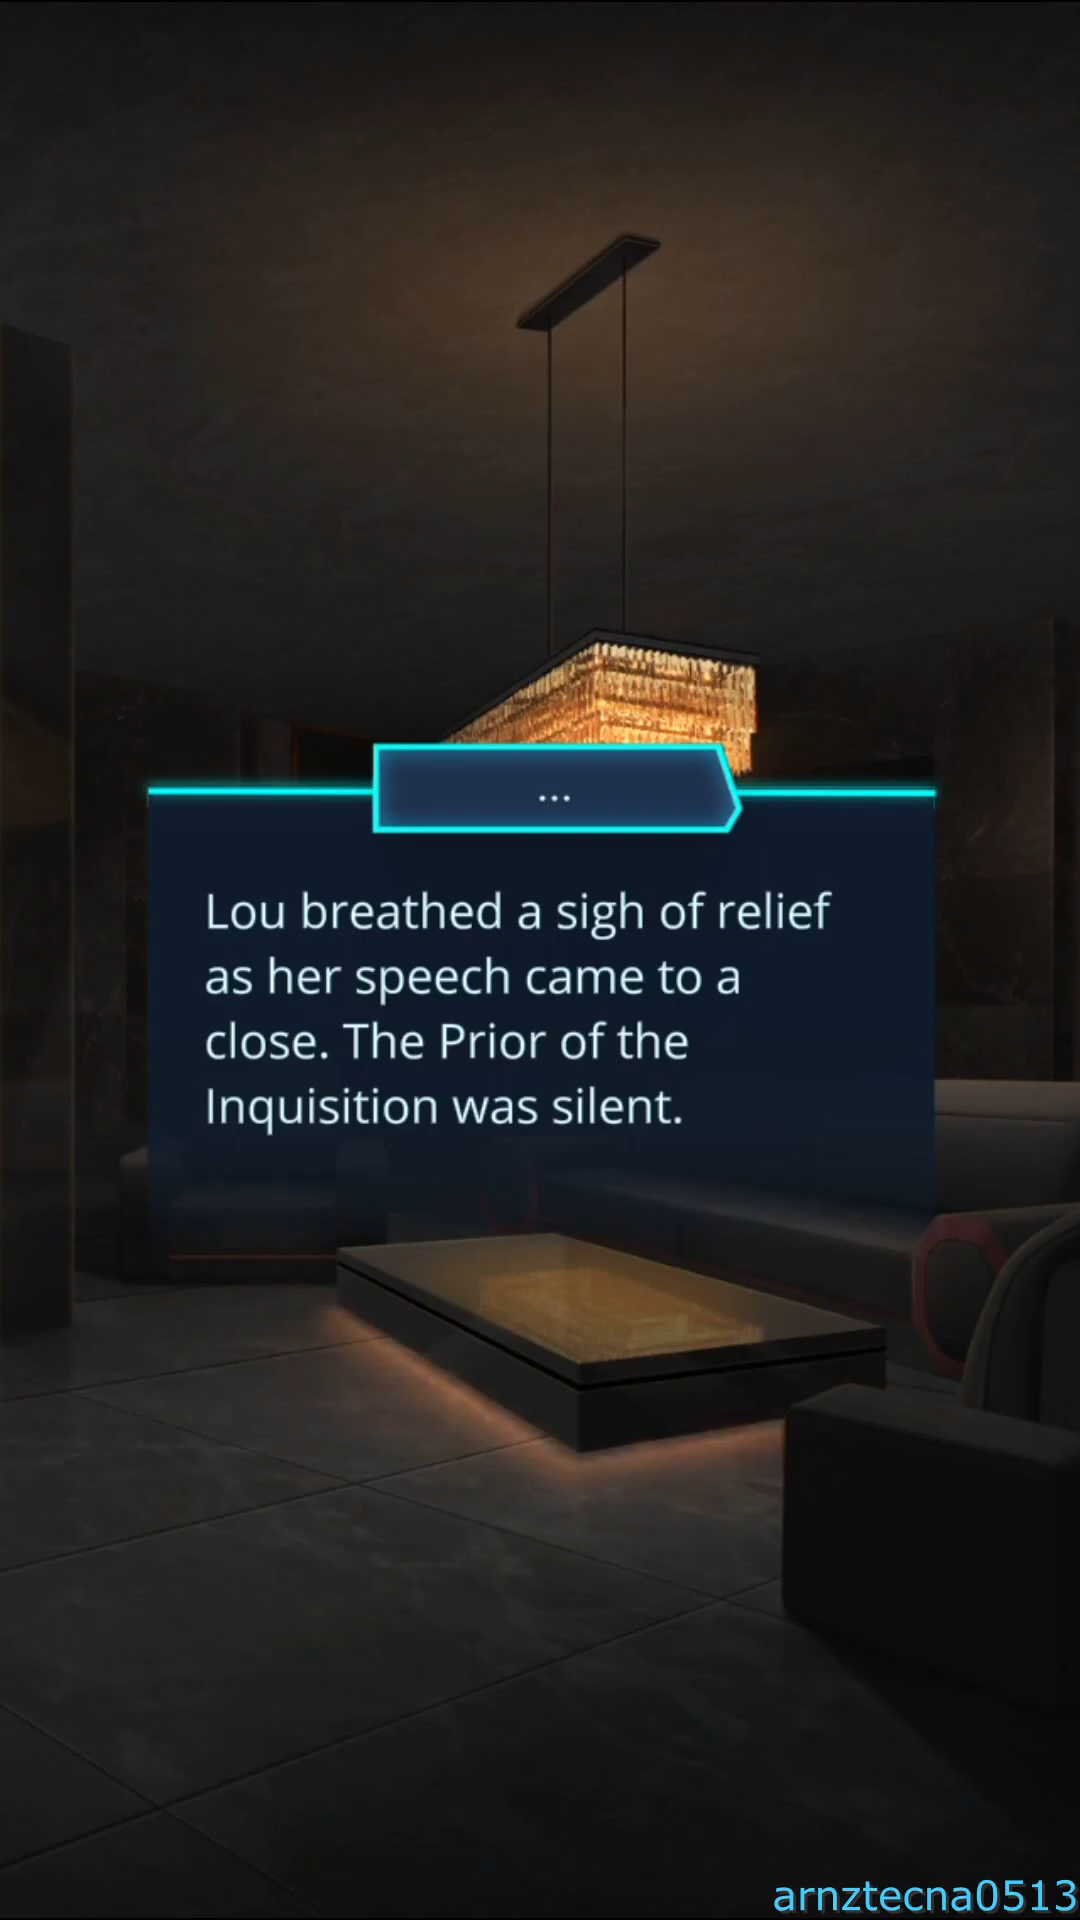 ...
Lou breathed a sigh of relief
as her speech came to a
close. The Prior of the
Inquisition was silent.
arnztecna0513